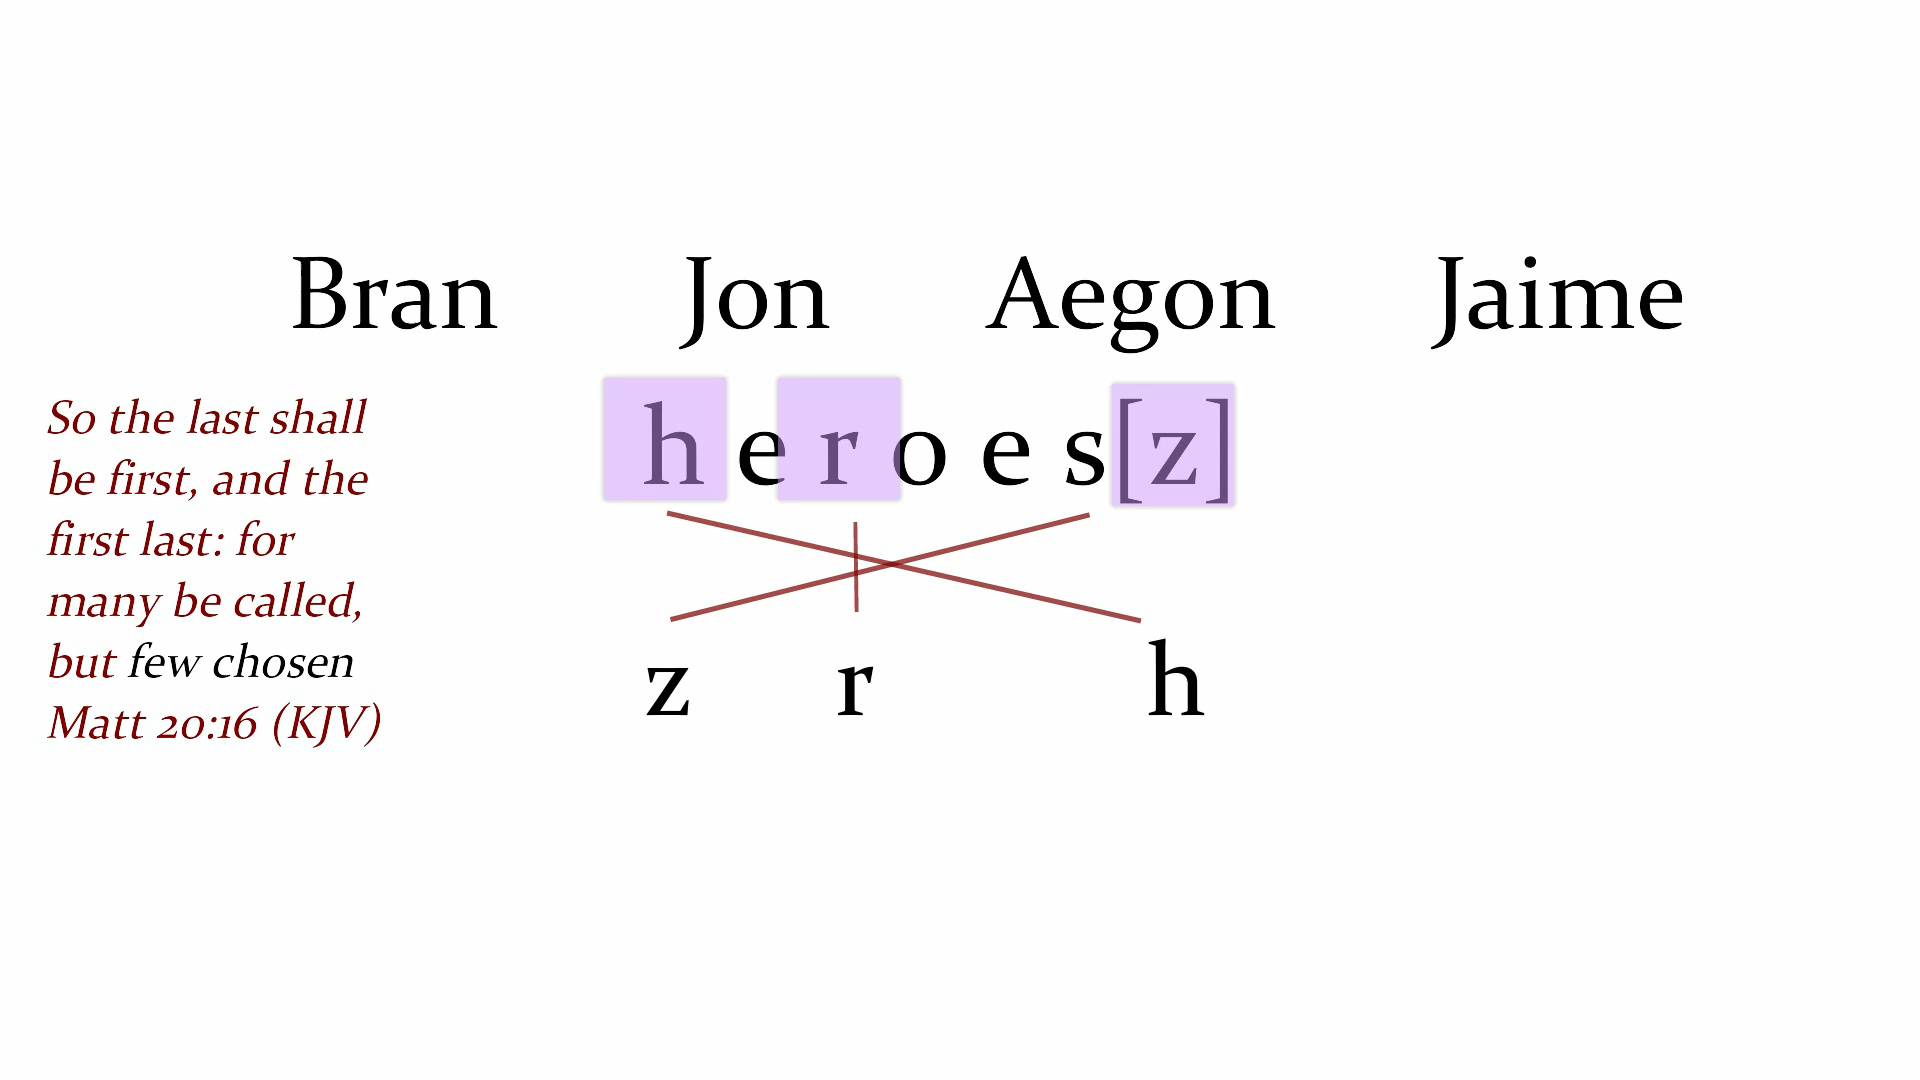 Bran Jon Aegon Jaime
So the last shall
be first, and the
first last: for
many be called,
but few chosen
Matt 20:16 (KJV)
h e r o e s [z]
z r h